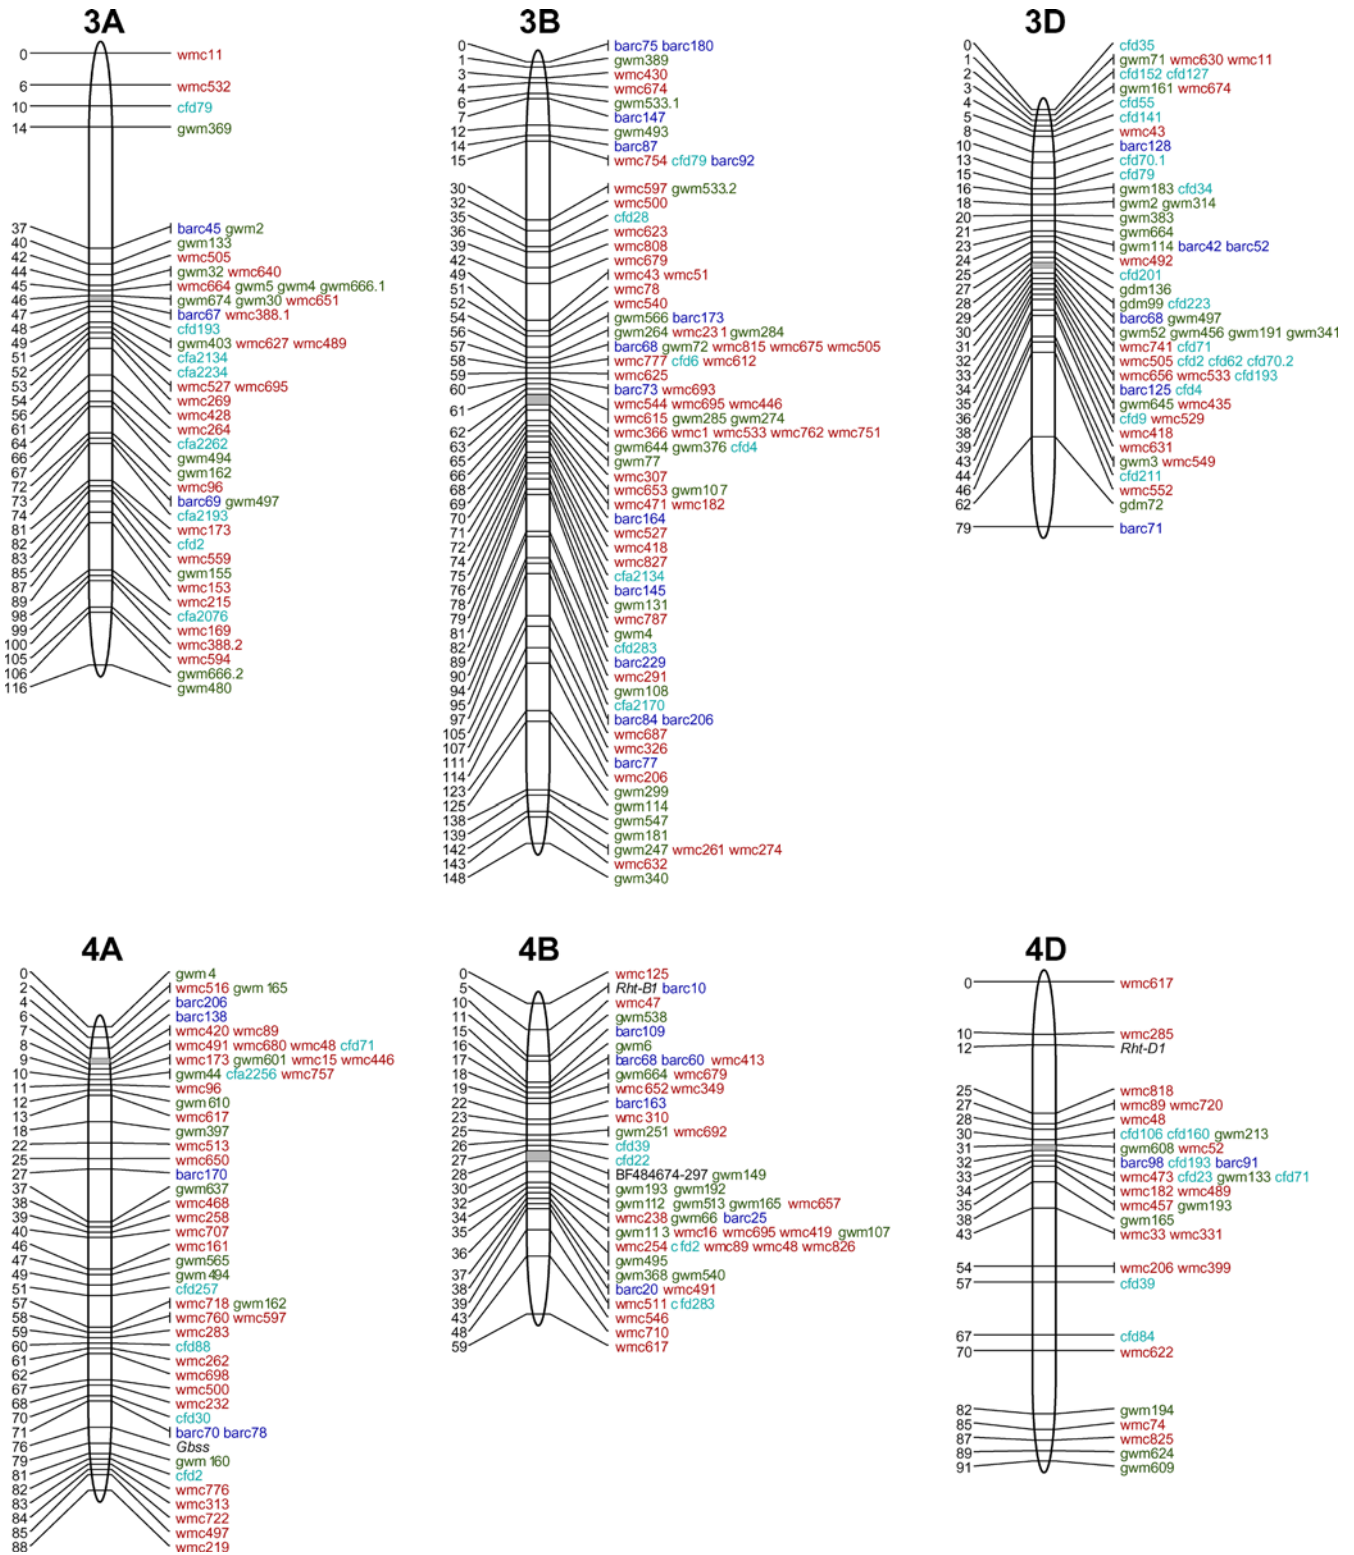 3A
0 wmc11
6 wmc532
10 cfd79
14 gwm369
37 barc45 gwm2
40 gwm133
42 wmc505
44 gwm32 wmc640
45 wmc664 gwm5 gwm4 gwm666.1
46 gwm674 gwm30 wmc651
47 barc67 wmc388.1
48 cfd193
49 gwm403 wmc627 wmc489
51 cfa2134
52 cfa2234
53 wmc527 wmc695
54 wmc269
56 wmc428
61 wmc264
64 cfa2262
66 gwm494
67 gwm162
72 wmc96
73 barc69 gwm497
74 cfa2193
81 wmc173
82 cfd2
83 wmc559
85 gwm155
87 wmc153
89 wmc215
98 cfa2076
99 wmc169
100 wmc388.2
105 wmc594
106 gwm666.2
116 gwm480
3B
0 barc75 barc180
1 gwm389
3 wmc430
4 wmc674
6 gwm533.1
7 barc147
12 gwm493
14 barc87
15 wmc754 cfd79 barc92
30 wmc597 gwm533.2
32 wmc500
35 cfd28
36 wmc623
39 wmc808
42 wmc679
49 wmc43 wmc51
51 wmc78
52 wmc540
54 gwm566 barc173
56 gwm264 wmc231 gwm284
57 barc68 gwm72 wmc815 wmc675 wmc505
58 wmc777 cfd6 wmc612
59 wmc625
60 barc73 wmc693
61 wmc544 wmc695 wmc446
wmc615 gwm285 gwm274
62 wmc366 wmc1 wmc533 wmc762 wmc751
63 gwm644 gwm376 cfd4
65 gwm77
66 wmc307
68 wmc653 gwm107
69 wmc471 wmc182
70 barc164
71 wmc527
72 wmc418
74 wmc827
75 cfa2134
76 barc145
78 gwm131
79 wmc787
81 gwm4
82 cfd283
89 barc229
90 wmc291
94 gwm108
95 cfa2170
97 barc84 barc206
105 wmc687
107 wmc326
111 barc77
114 wmc206
123 gwm299
125 gwm114
138 gwm547
139 gwm181
142 gwm247 wmc261 wmc274
143 wmc632
148 gwm340
3D
0 cfd35
1 gwm71 wmc630 wmc11
2 cfd152 cfd127
3 gwm161 wmc674
4 cfd55
5 cfd141
8 wmc43
10 barc128
13 cfd70.1
15 cfd79
16 gwm183 cfd34
18 gwm2 gwm314
20 gwm383
21 gwm664
23 gwm114 barc42 barc52
24 wmc492
25 cfd201
27 gdm136
28 gdm99 cfd223
29 barc68 gwm497
30 gwm52 gwm456 gwm191 gwm341
31 wmc741 cfd71
32 wmc505 cfd2 cfd62 cfd70.2
33 wmc656 wmc533 cfd193
34 barc125 cfd4
35 gwm645 wmc435
36 cfd9 wmc529
38 wmc418
39 wmc631
43 gwm3 wmc549
44 cfd211
46 wmc552
62 gdm72
79 barc71
4A
0 gwm4
2 wmc516 gwm165
4 barc206
6 barc138
7 wmc420 wmc89
8 wmc491 wmc680 wmc48 cfd71
9 wmc173 gwm601 wmc15 wmc446
10 gwm44 cfa2256 wmc757
11 wmc96
12 gwm610
13 wmc617
18 gwm397
22 wmc513
25 wmc650
27 barc170
37 gwm637
38 wmc468
39 wmc258
40 wmc707
46 wmc161
47 gwm565
49 gwm494
51 cfd257
57 wmc718 gwm162
58 wmc760 wmc597
59 wmc283
60 cfd88
61 wmc262
62 wmc698
67 wmc500
68 wmc232
70 cfd30
71 barc70 barc78
76 Gbss
79 gwm160
81 cfd2
82 wmc776
83 wmc313
84 wmc722
85 wmc497
88 wmc219
4B
0 wmc125
5 Rht-B1 barc10
10 wmc47
11 gwm538
15 barc109
16 gwm6
17 barc68 barc60 wmc413
18 gwm664 wmc679
19 wmc652 wmc349
22 barc163
23 wmc310
25 gwm251 wmc692
26 cfd39
27 cfd22
28 BF484674-297 gwm149
30 gwm193 gwm192
32 gwm112 gwm513 gwm165 wmc657
34 wmc238 gwm66 barc25
35 gwm113 wmc16 wmc695 wmc419 gwm107
36 wmc254 cfd2 wmc89 wmc48 wmc826
gwm495
37 gwm368 gwm540
38 barc20 wmc491
39 wmc511 cfd283
43 wmc546
48 wmc710
59 wmc617
4D
0 wmc617
10 wmc285
12 Rht-D1
25 wmc818
27 wmc89 wmc720
28 wmc48
30 cfd106 cfd160 gwm213
31 gwm608 wmc52
32 barc98 cfd193 barc91
33 wmc473 cfd23 gwm133 cfd71
34 wmc182 wmc489
35 wmc457 gwm193
38 gwm165
43 wmc33 wmc331
54 wmc206 wmc399
57 cfd39
67 cfd84
70 wmc622
82 gwm194
85 wmc74
87 wmc825
89 gwm624
91 gwm609